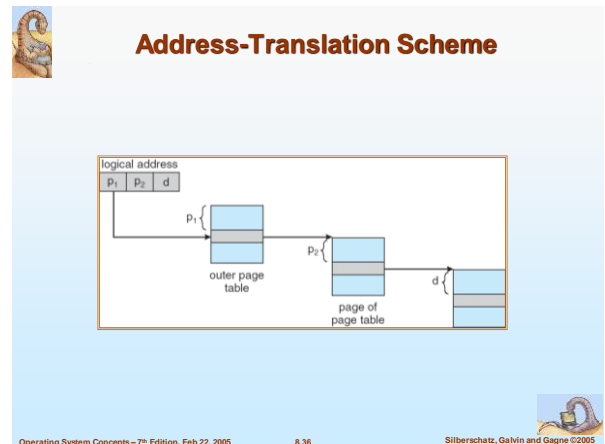 Address-Translation Scheme
logical address
p₁ p₂ d
p₁
outer page
table
p₂
page of
page table
d
Operating System Concepts – 7th Edition, Feb 22, 2005
8.36
Silberschatz, Galvin and Gagne ©2005